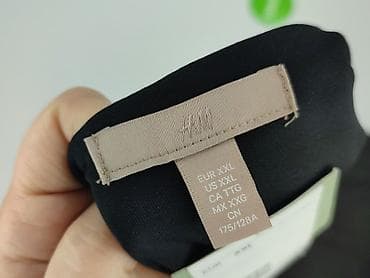 H&M
EUR XXL
US XXL
CA TTG
MX XXG
CN
175/128A